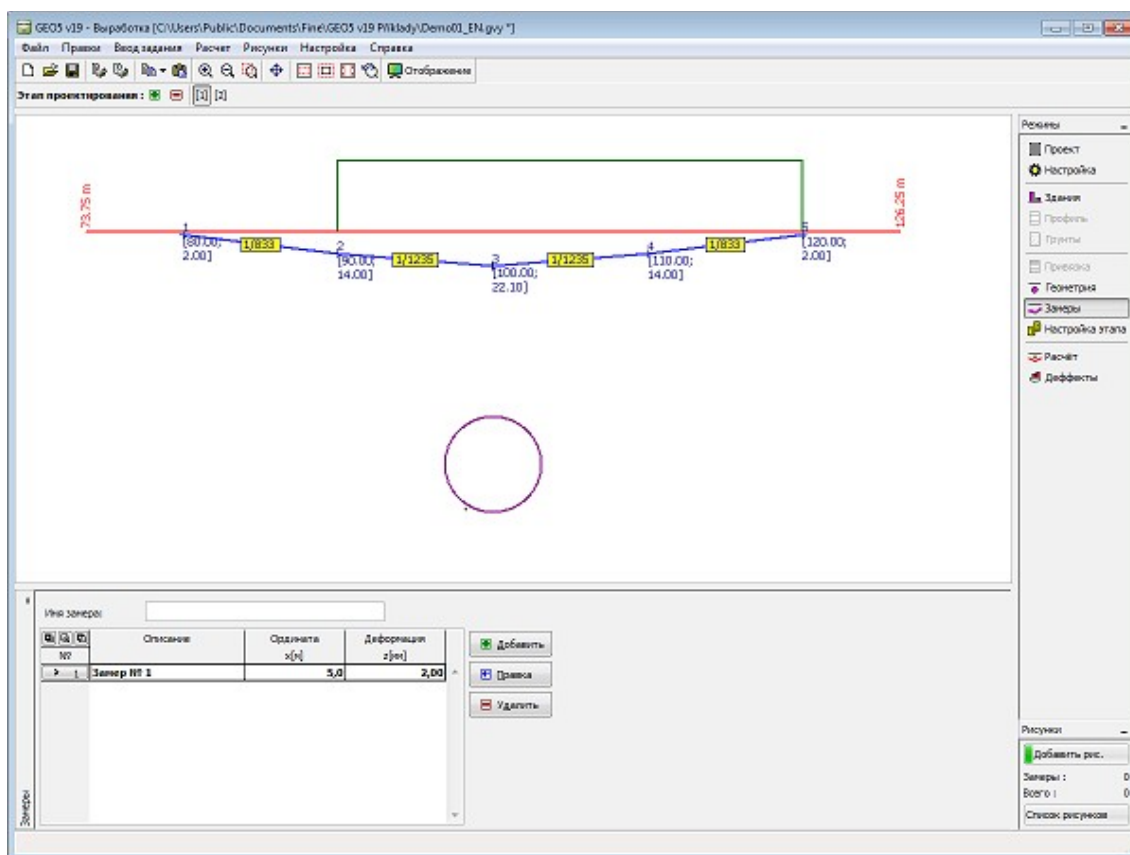 GEO5 v19 - Выработка [C:\Users\Public\Documents\Fine\GEO5 v19 Příklady\Demo01_EN.gvy *]
Файл Правки Ввод задания Расчет Рисунки Настройка Справка
Отображение
Этап проектирования : [1] [2]
73.75 m
126.25 m
1
[80.00;
2.00]
1/833
2
[90.00;
14.00]
1/1235
3
[100.00;
22.10]
1/1235
4
[110.00;
14.00]
1/833
5
[120.00;
2.00]
Режимы
Проект
Настройка
Здания
Профиль
Грунты
Привязка
Геометрия
Замеры
Настройка этапа
Расчёт
Деффекты
Имя замера:
№ Описание Ордината x[м] Деформация z[мм]
> 1 Замер № 1 5,0 2,00
Добавить
Правка
Удалить
Замеры
Рисунки
Добавить рис.
Замеры : 0
Всего : 0
Список рисунков